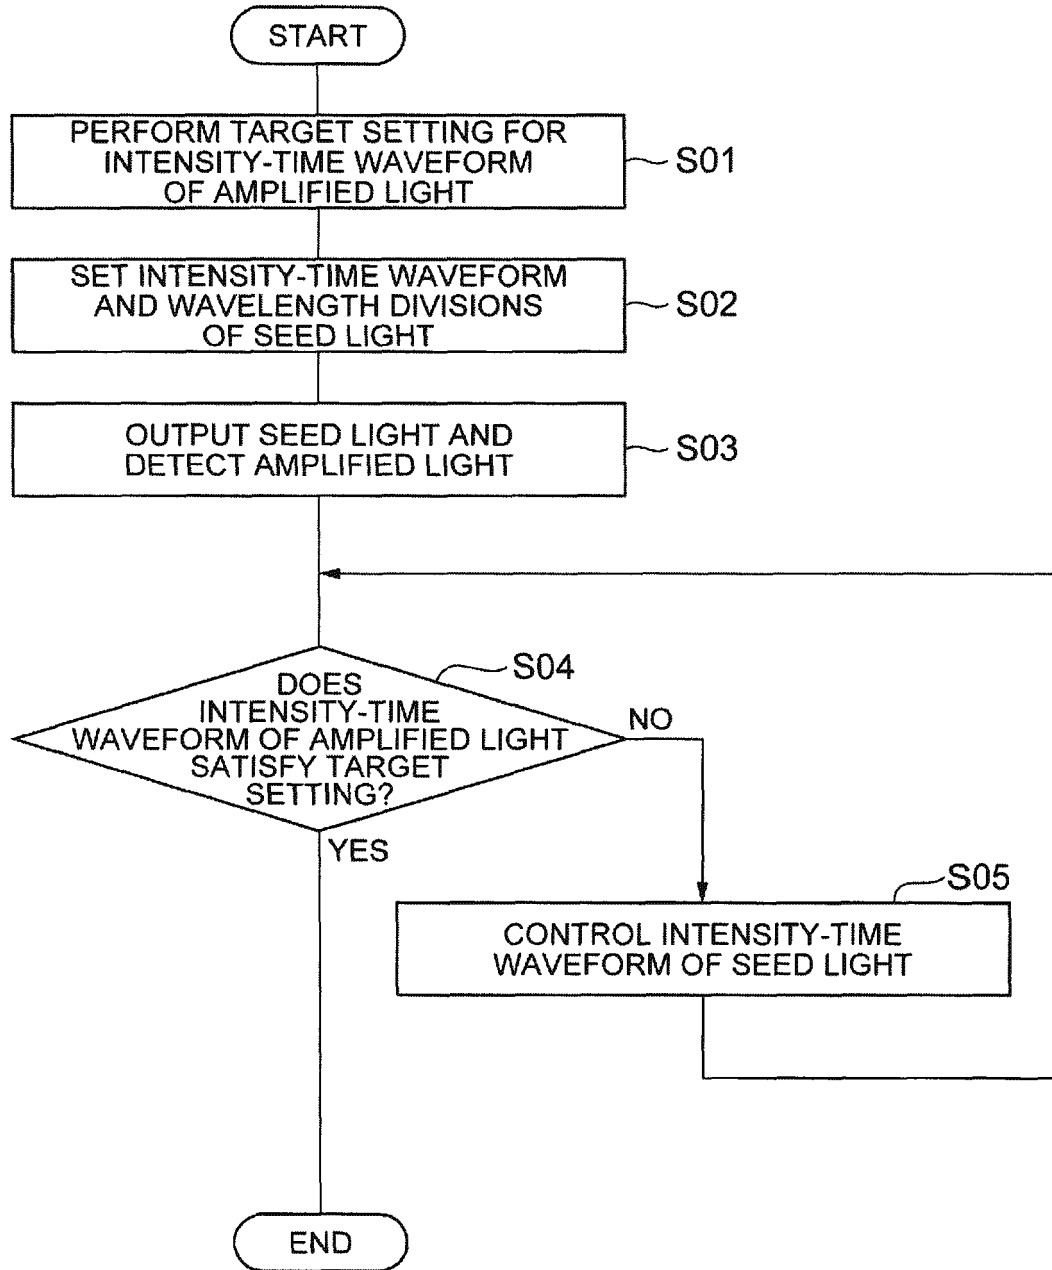 START
PERFORM TARGET SETTING FOR
INTENSITY-TIME WAVEFORM
OF AMPLIFIED LIGHT
S01
SET INTENSITY-TIME WAVEFORM
AND WAVELENGTH DIVISIONS
OF SEED LIGHT
S02
OUTPUT SEED LIGHT AND
DETECT AMPLIFIED LIGHT
S03
S04
DOES
INTENSITY-TIME
WAVEFORM OF AMPLIFIED LIGHT
SATISFY TARGET
SETTING?
NO
YES
S05
CONTROL INTENSITY-TIME
WAVEFORM OF SEED LIGHT
END